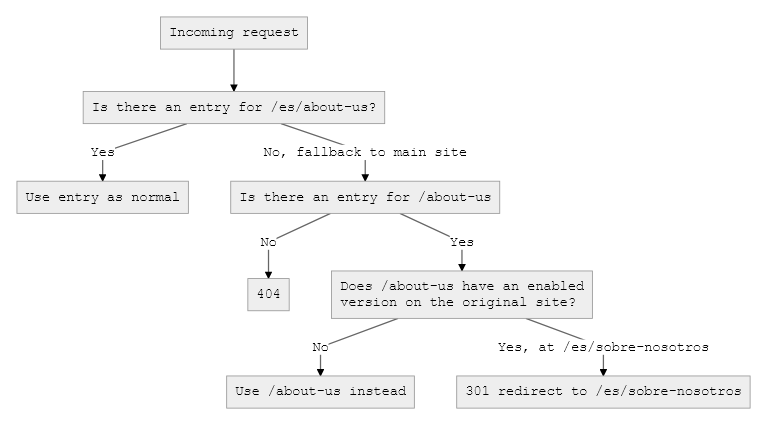 Incoming request
Is there an entry for /es/about-us?
Yes
No, fallback to main site
Use entry as normal
Is there an entry for /about-us
No
Yes
404
Does /about-us have an enabled
version on the original site?
No
Yes, at /es/sobre-nosotros
Use /about-us instead
301 redirect to /es/sobre-nosotros